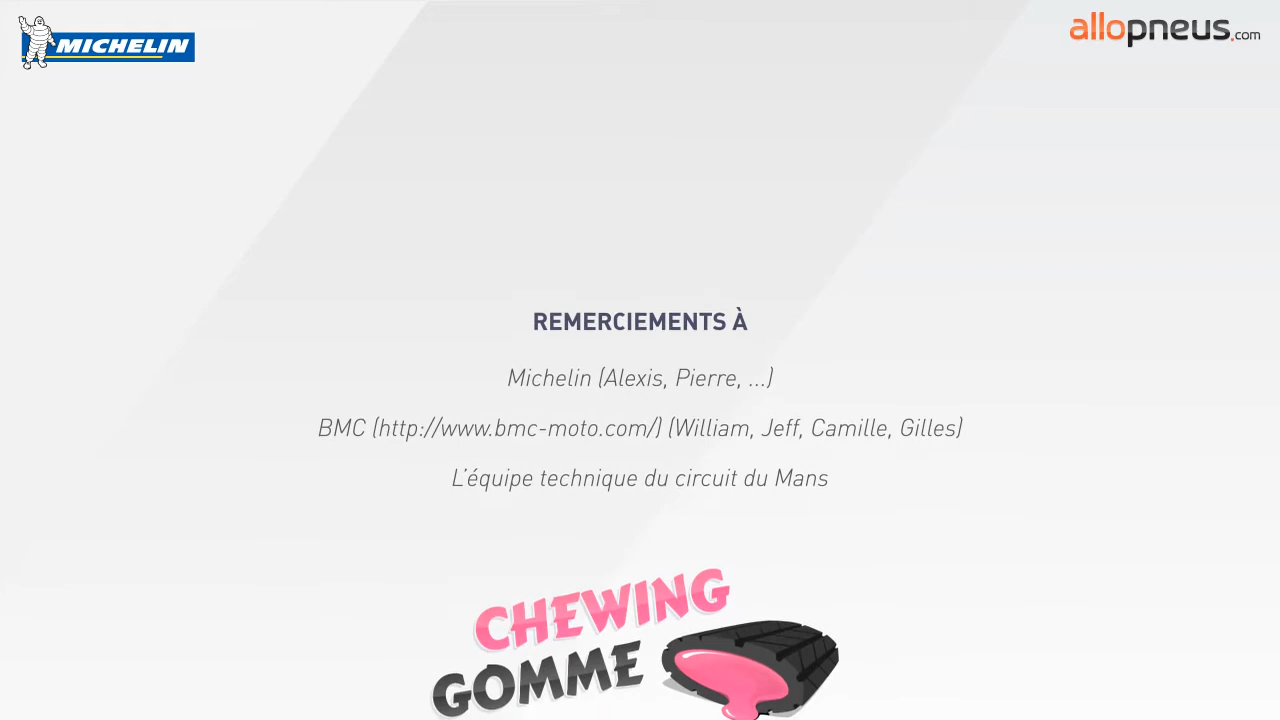 MICHELIN
allopneus.com
REMERCIEMENTS À
Michelin (Alexis, Pierre, ...)
BMC (http://www.bmc-moto.com/) (William, Jeff, Camille, Gilles)
L'équipe technique du circuit du Mans
CHEWING
GOMME